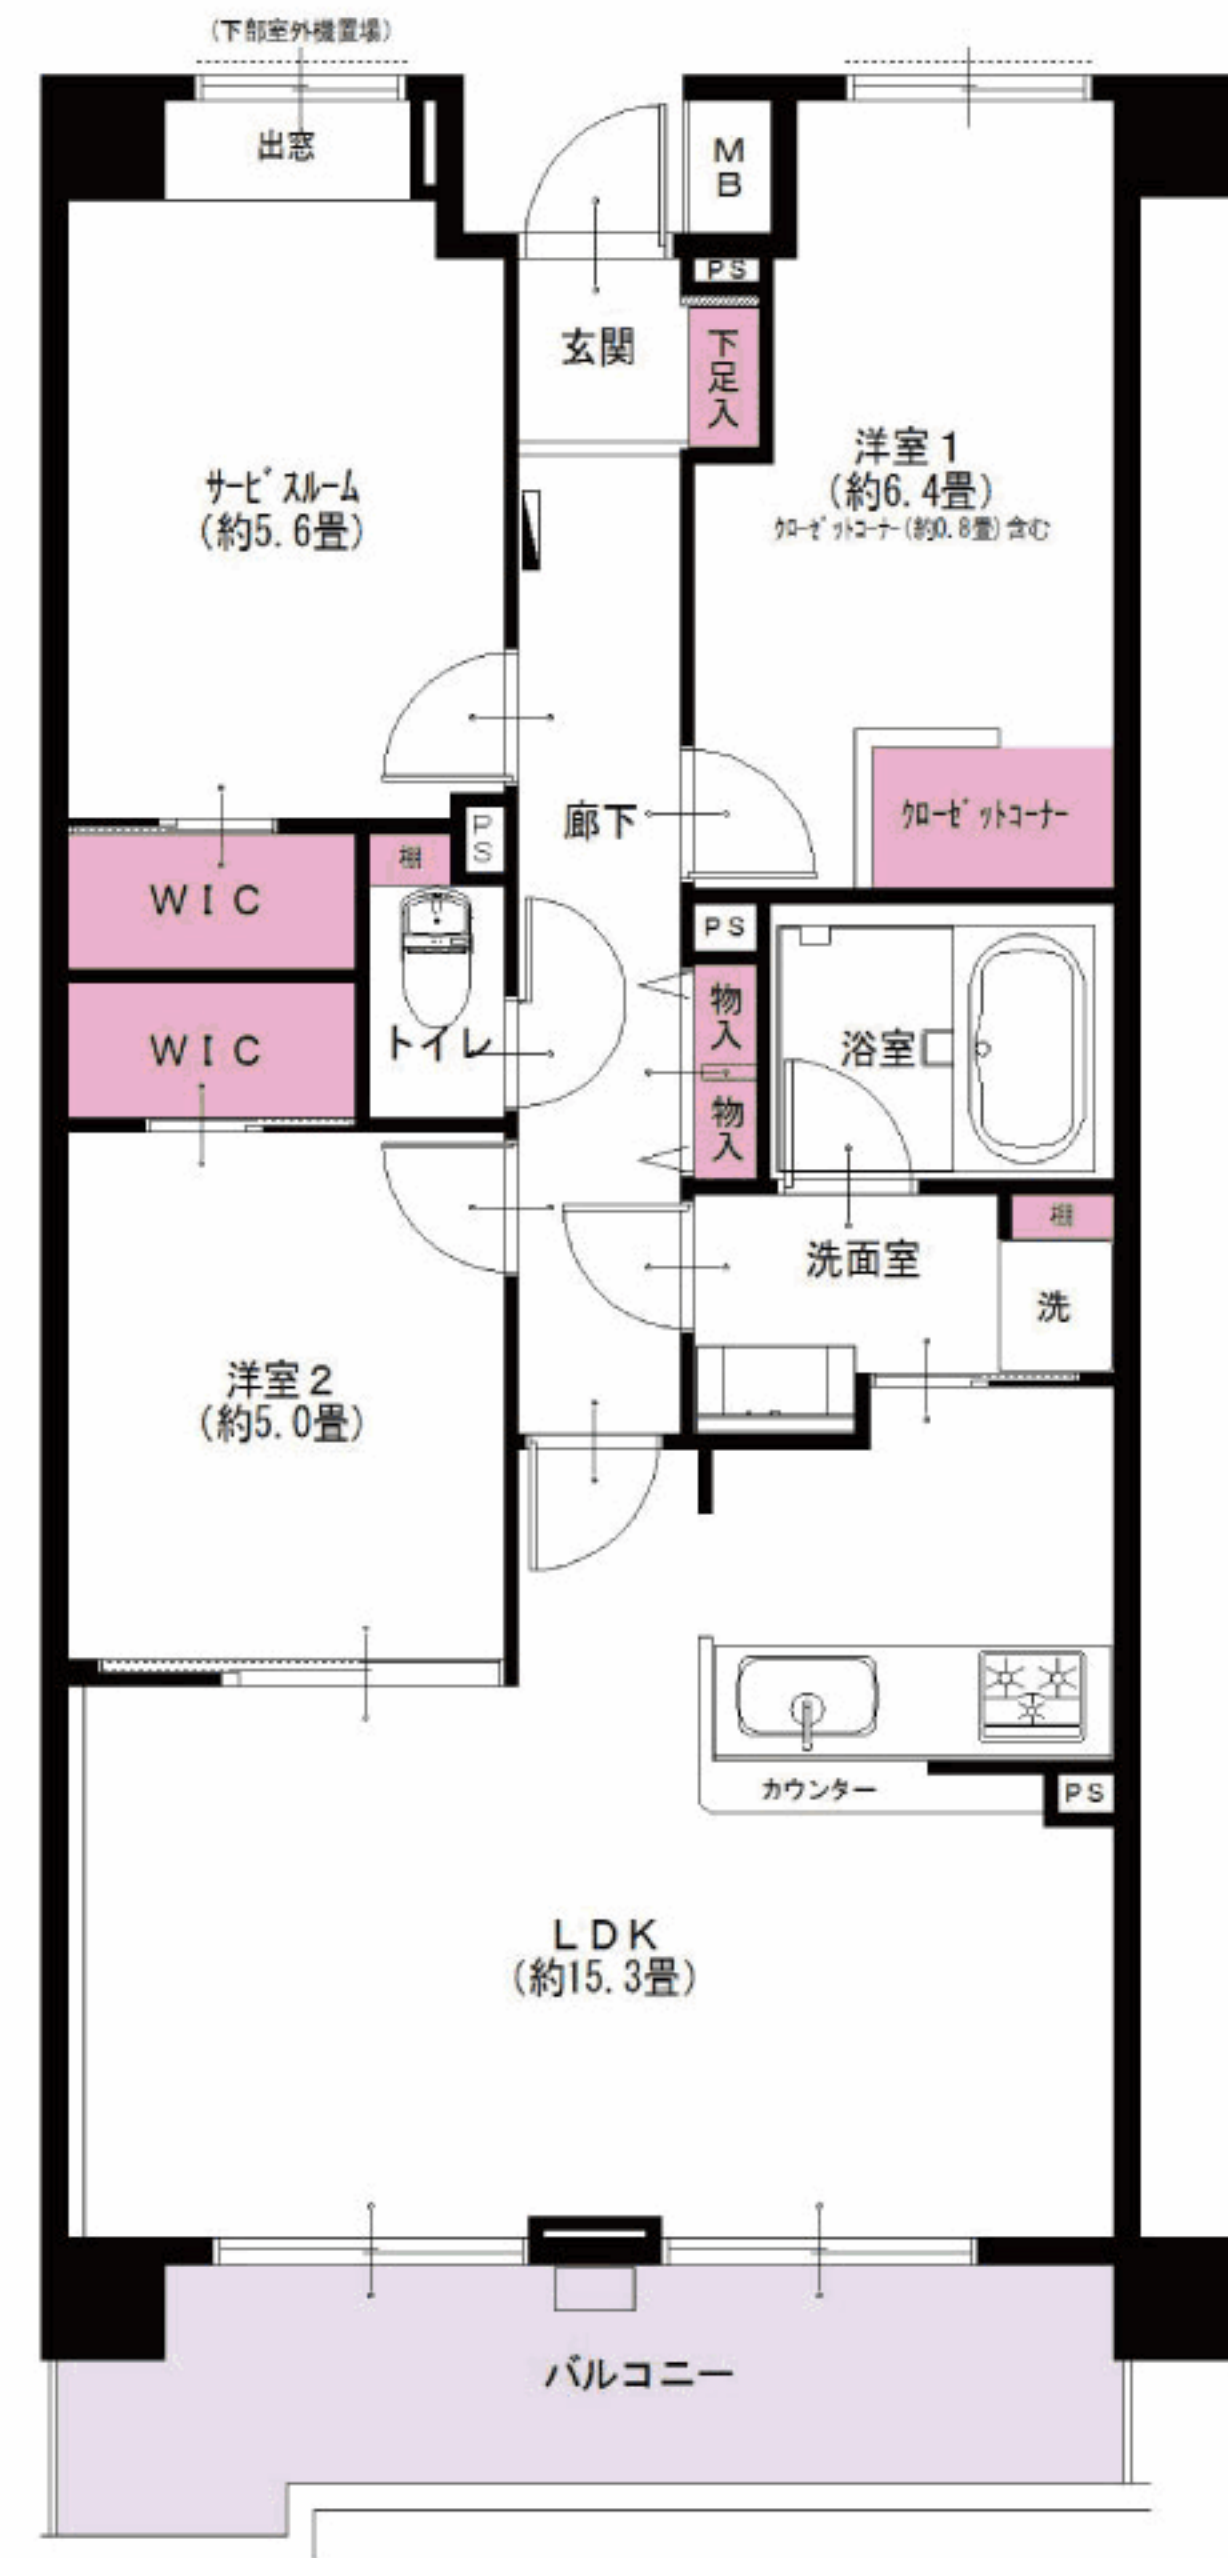 (下部室外機置場)
出窓
M
B
PS
玄関
下足入
洋室1
(約6.4畳)
クローゼットコーナー(約0.8畳)含む
サービスルーム
(約5.6畳)
廊下
クローゼットコーナー
PS
棚
WIC
PS
トイレ
物入
浴室
WIC
物入
棚
洗面室
洗
洋室2
(約5.0畳)
カウンター
PS
LDK
(約15.3畳)
バルコニー